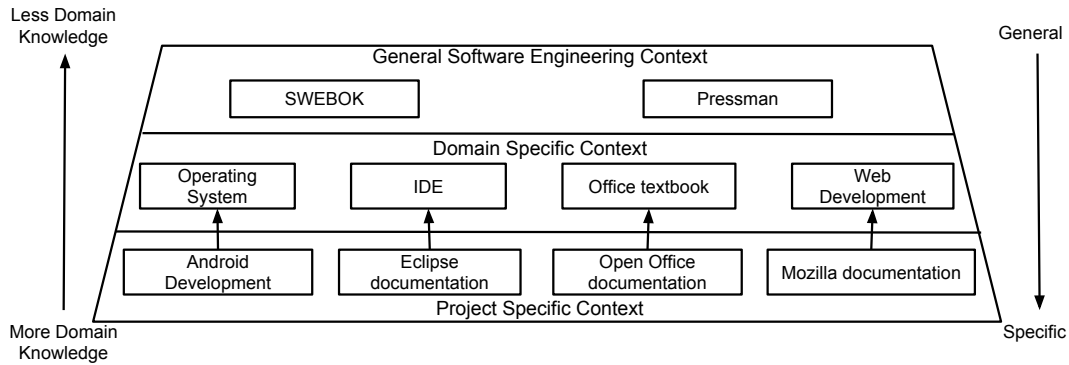 Less Domain
Knowledge
General
General Software Engineering Context
SWEBOK
Pressman
Domain Specific Context
Operating
System
IDE
Office textbook
Web
Development
Android
Development
Eclipse
documentation
Open Office
documentation
Mozilla documentation
Project Specific Context
More Domain
Knowledge
Specific